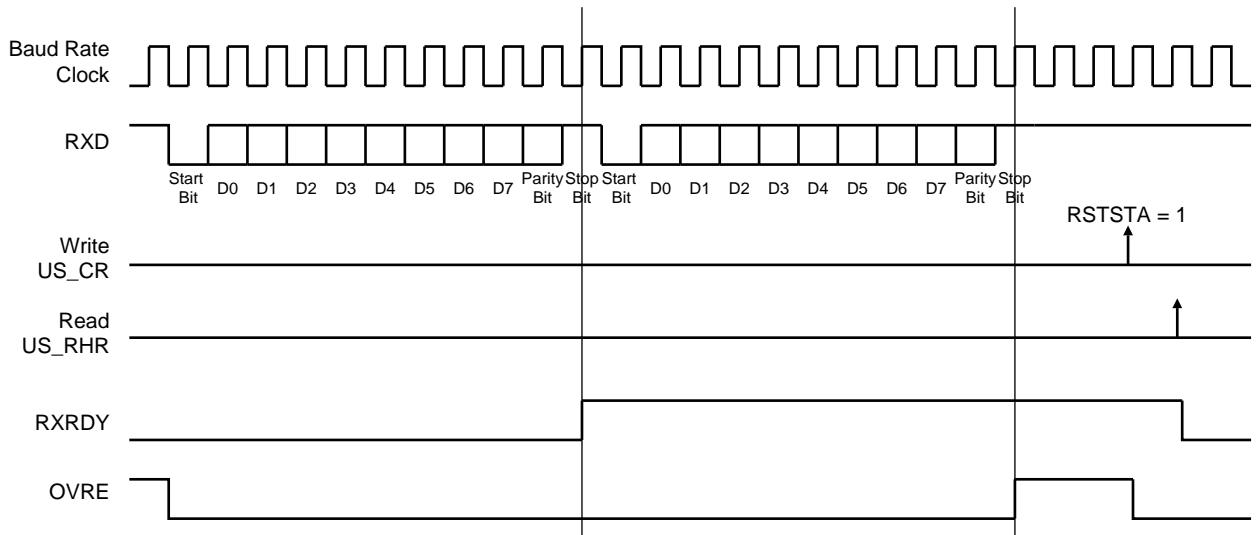 Baud Rate
Clock
RXD
Start
Bit
D0
D1
D2
D3
D4
D5
D6
D7
Parity
Bit
Stop
Bit
Start
Bit
D0
D1
D2
D3
D4
D5
D6
D7
Parity
Bit
Stop
Bit
RSTSTA = 1
Write
US_CR
Read
US_RHR
RXRDY
OVRE